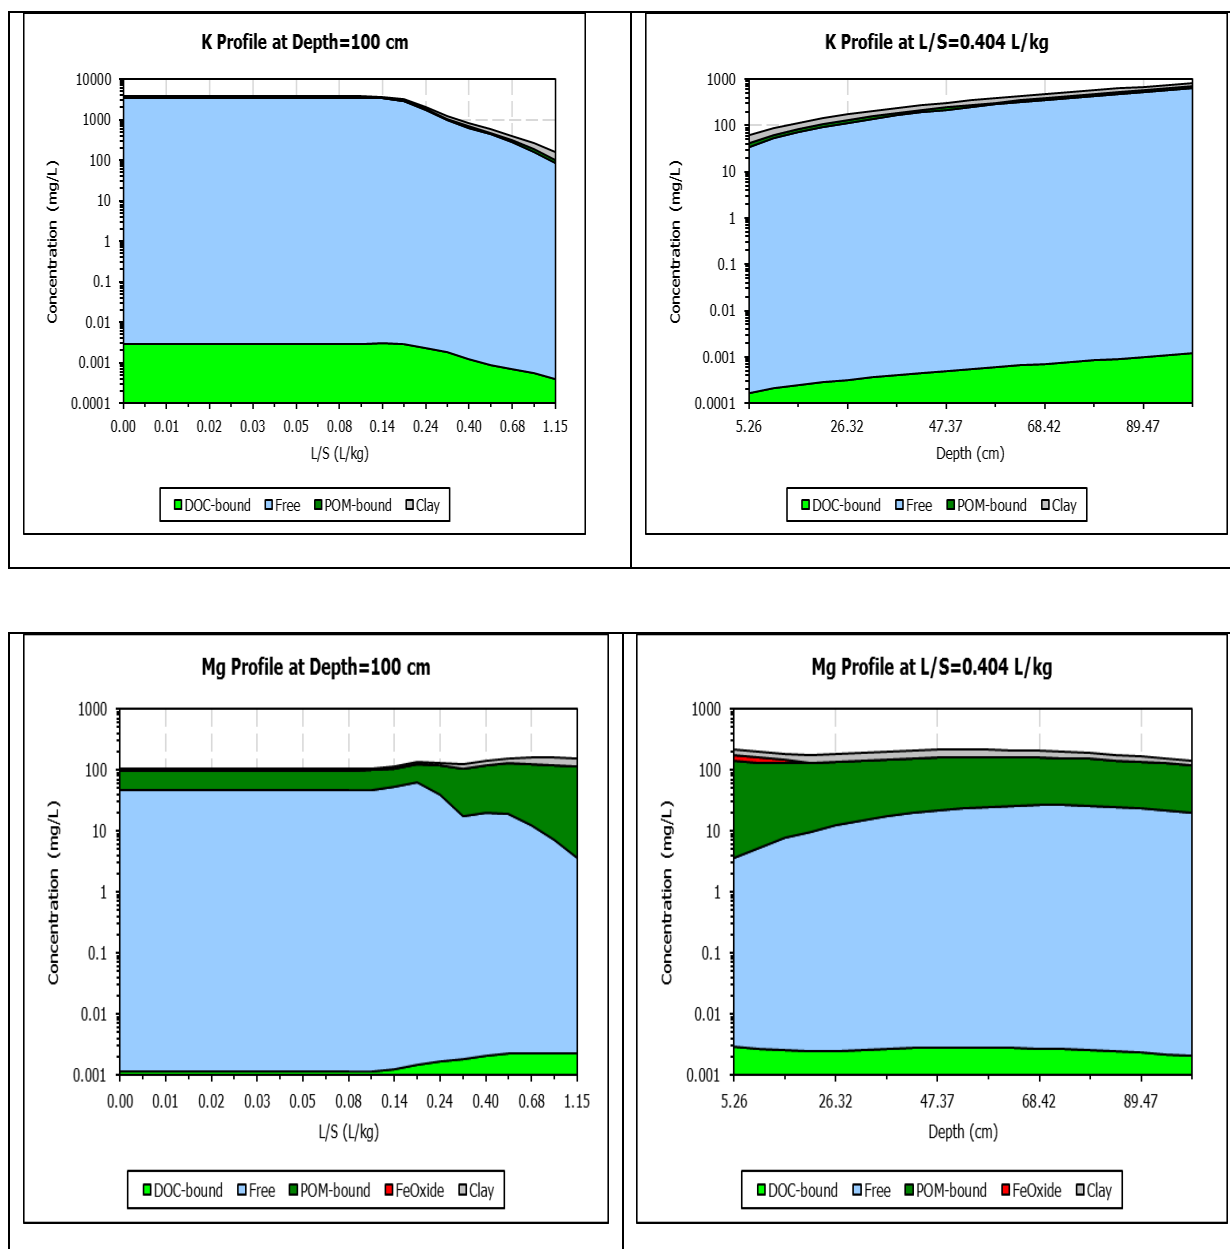 K Profile at Depth=100 cm
Concentration (mg/L)
10000
1000
100
10
1
0.1
0.01
0.001
0.0001
0.00 0.01 0.02 0.03 0.05 0.08 0.14 0.24 0.40 0.68 1.15
L/S (L/kg)
DOC-bound Free POM-bound Clay
K Profile at L/S=0.404 L/kg
Concentration (mg/L)
1000
100
10
1
0.1
0.01
0.001
0.0001
5.26 26.32 47.37 68.42 89.47
Depth (cm)
DOC-bound Free POM-bound Clay
Mg Profile at Depth=100 cm
Concentration (mg/L)
1000
100
10
1
0.1
0.01
0.001
0.00 0.01 0.02 0.03 0.05 0.08 0.14 0.24 0.40 0.68 1.15
L/S (L/kg)
DOC-bound Free POM-bound FeOxide Clay
Mg Profile at L/S=0.404 L/kg
Concentration (mg/L)
1000
100
10
1
0.1
0.01
0.001
5.26 26.32 47.37 68.42 89.47
Depth (cm)
DOC-bound Free POM-bound FeOxide Clay